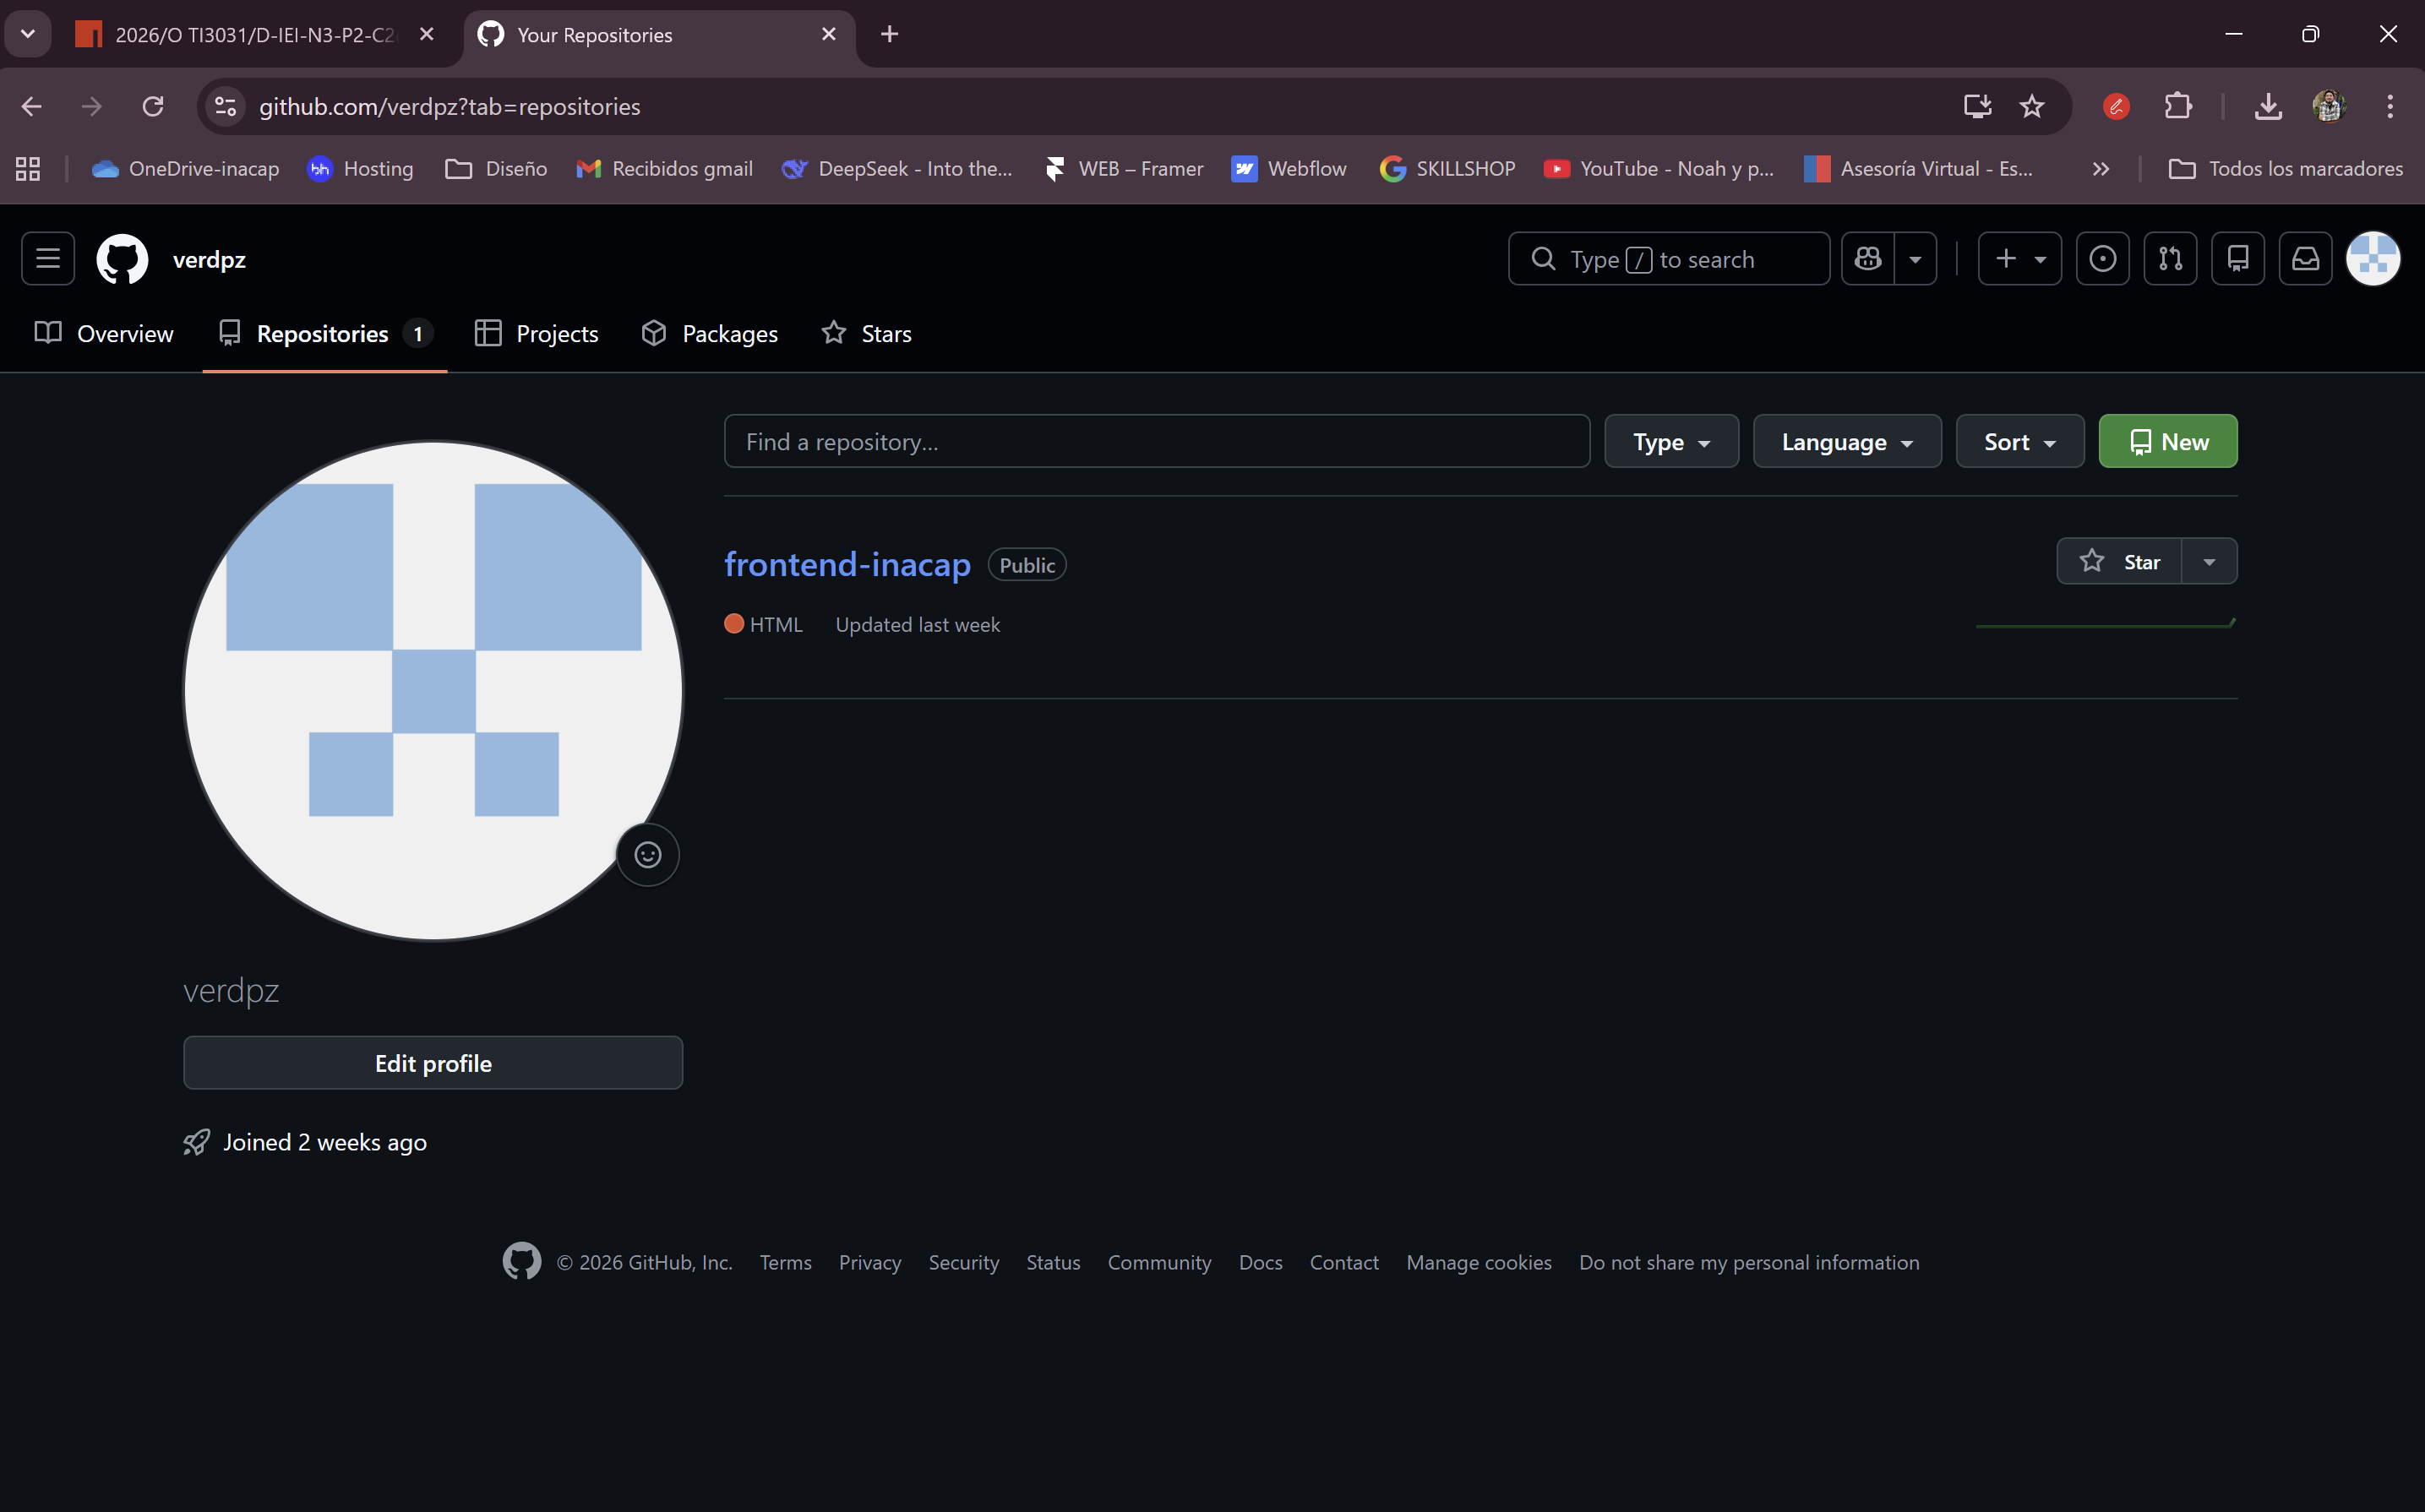 2026/O TI3031/D-IEI-N3-P2-C2
Your Repositories
github.com/verdpz?tab=repositories
OneDrive-inacap
bh
Hosting
Diseño
Recibidos gmail
DeepSeek - Into the...
WEB – Framer
Webflow
SKILLSHOP
YouTube - Noah y p...
Asesoría Virtual - Es...
Todos los marcadores
verdpz
Type / to search
Overview
Repositories 1
Projects
Packages
Stars
Find a repository...
Type
Language
Sort
New
frontend-inacap
Public
Star
HTML
Updated last week
verdpz
Edit profile
Joined 2 weeks ago
© 2026 GitHub, Inc.
Terms
Privacy
Security
Status
Community
Docs
Contact
Manage cookies
Do not share my personal information